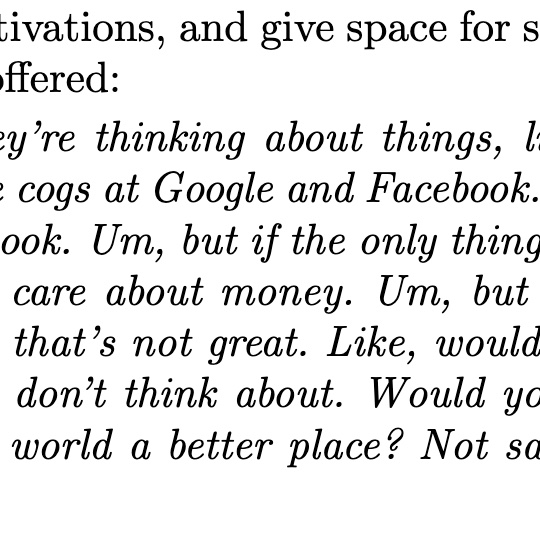 tivations, and give space for s
offered:
ey're thinking about things, li
e cogs at Google and Facebook.
ook. Um, but if the only thing
care about money. Um, but
that's not great. Like, would
don't think about. Would yo
world a better place? Not sa